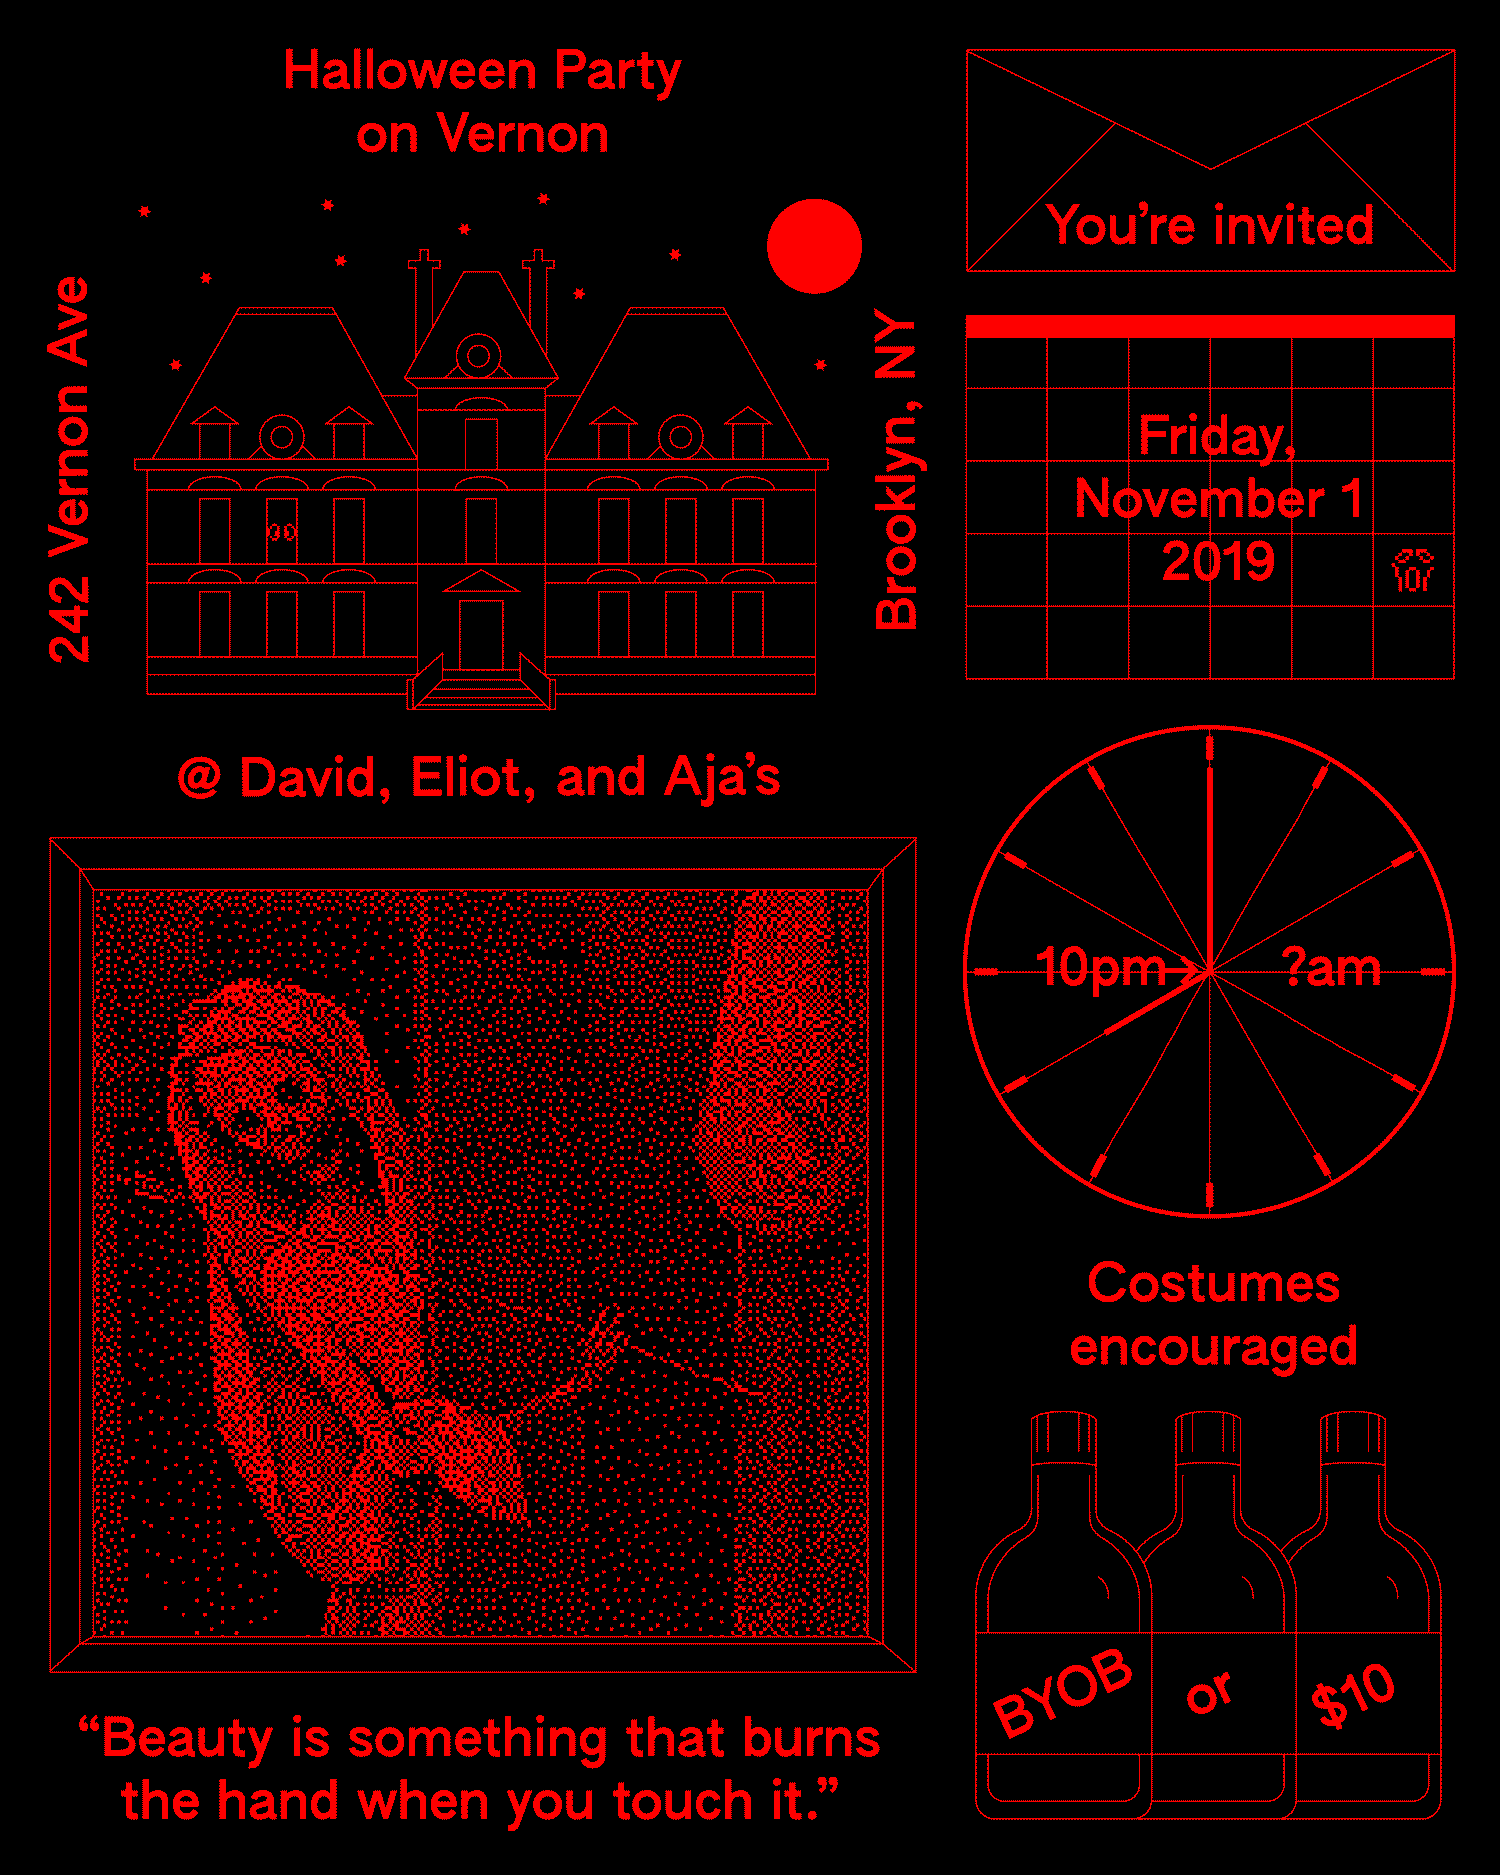 Halloween Party
on Vernon
242 Vernon Ave
Brooklyn, NY
@ David, Eliot, and Aja’s
You’re invited
Friday,
November 1
2019
10pm→ ?am
Costumes
encouraged
BYOB or $10
“Beauty is something that burns
the hand when you touch it.”